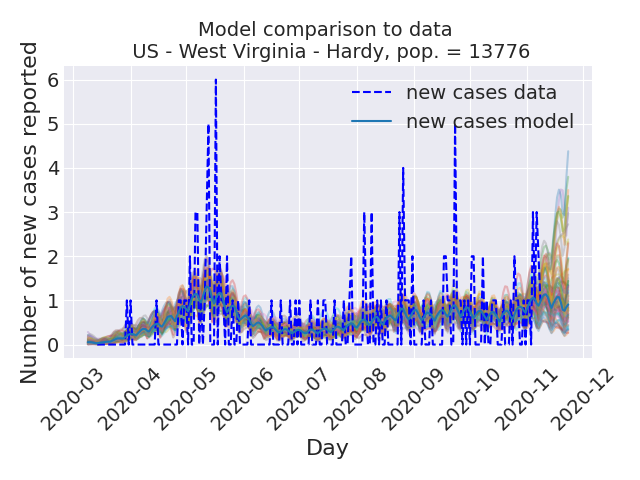 Model comparison to data
US - West Virginia - Hardy, pop. = 13776
Number of new cases reported
6
5
4
3
2
1
0
new cases data
new cases model
2020-03
2020-04
2020-05
2020-06
2020-07
2020-08
2020-09
2020-10
2020-11
2020-12
Day